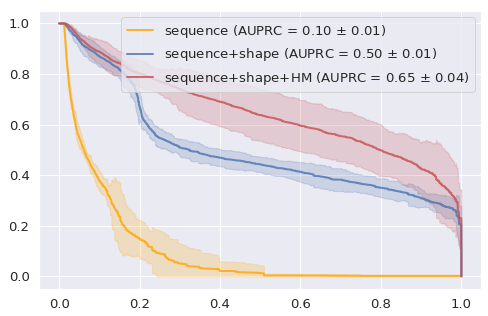 sequence (AUPRC = 0.10 ± 0.01)
sequence+shape (AUPRC = 0.50 ± 0.01)
sequence+shape+HM (AUPRC = 0.65 ± 0.04)
1.0
0.8
0.6
0.4
0.2
0.0
0.0 0.2 0.4 0.6 0.8 1.0